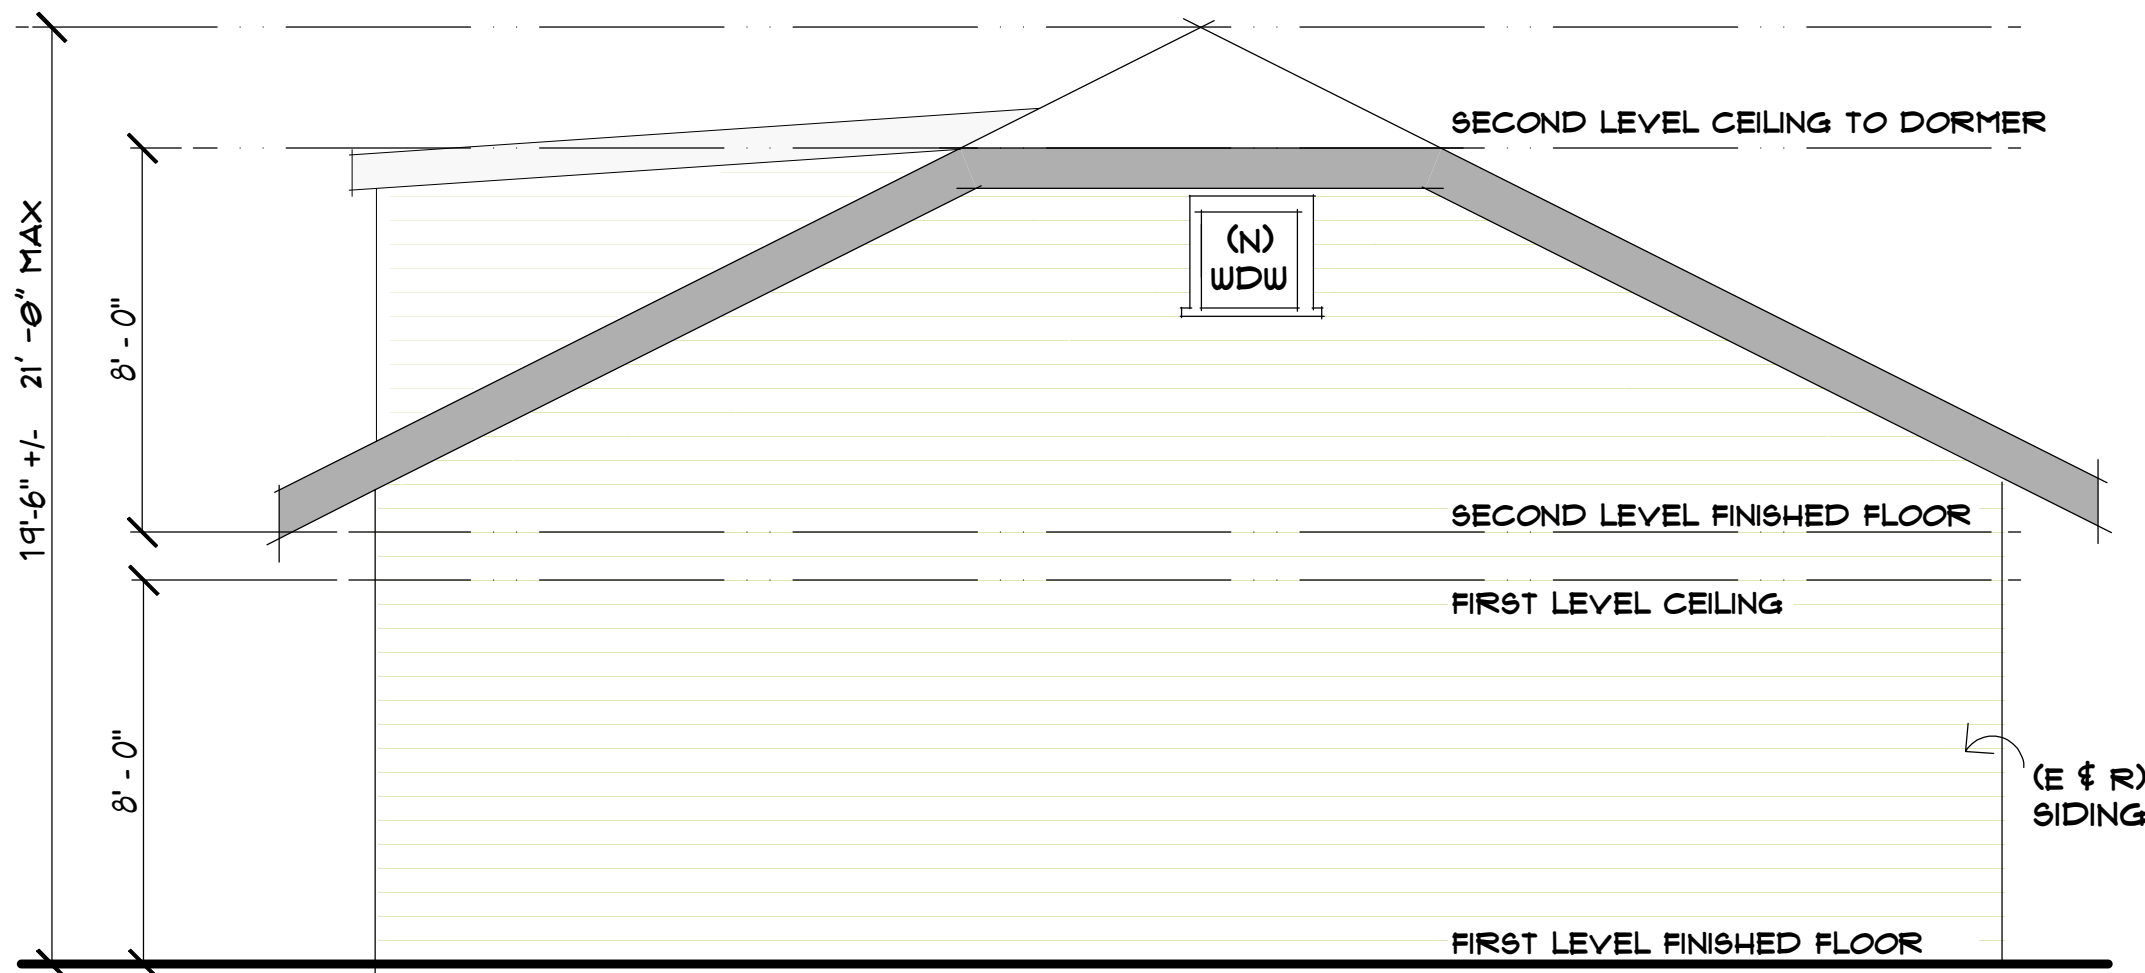 SECOND LEVEL CEILING TO DORMER
19'-6" +/- 21' -0" MAX
8' - 0"
(N)
WDW
SECOND LEVEL FINISHED FLOOR
FIRST LEVEL CEILING
8' - 0"
(E & R)
SIDING
FIRST LEVEL FINISHED FLOOR